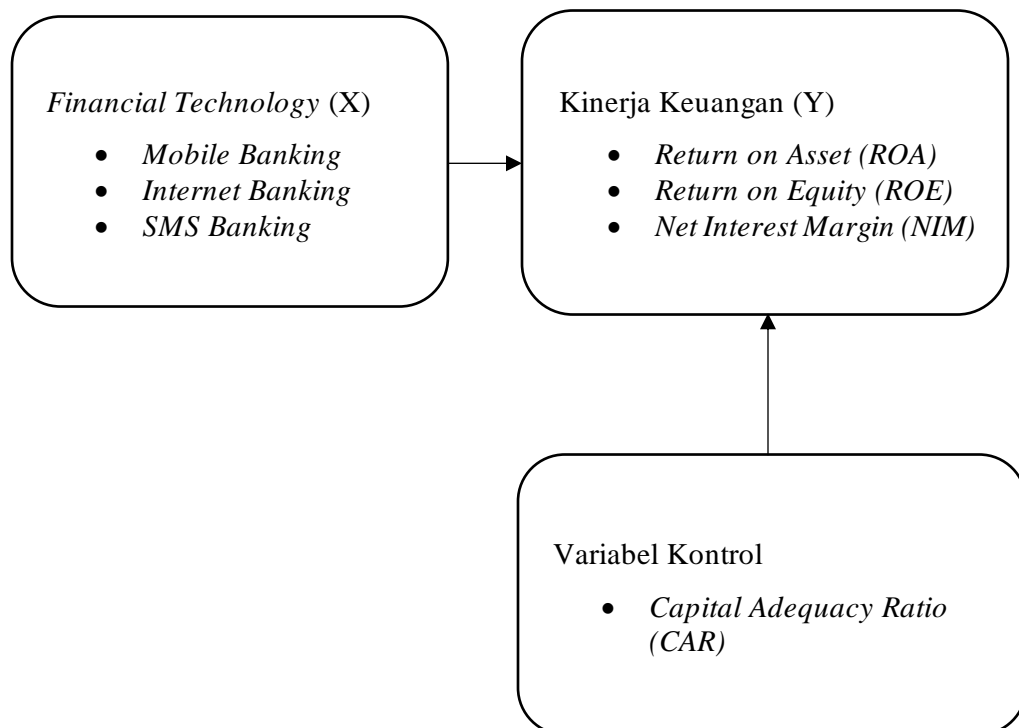 Financial Technology (X)
• Mobile Banking
• Internet Banking
• SMS Banking
Kinerja Keuangan (Y)
• Return on Asset (ROA)
• Return on Equity (ROE)
• Net Interest Margin (NIM)
Variabel Kontrol
• Capital Adequacy Ratio
(CAR)